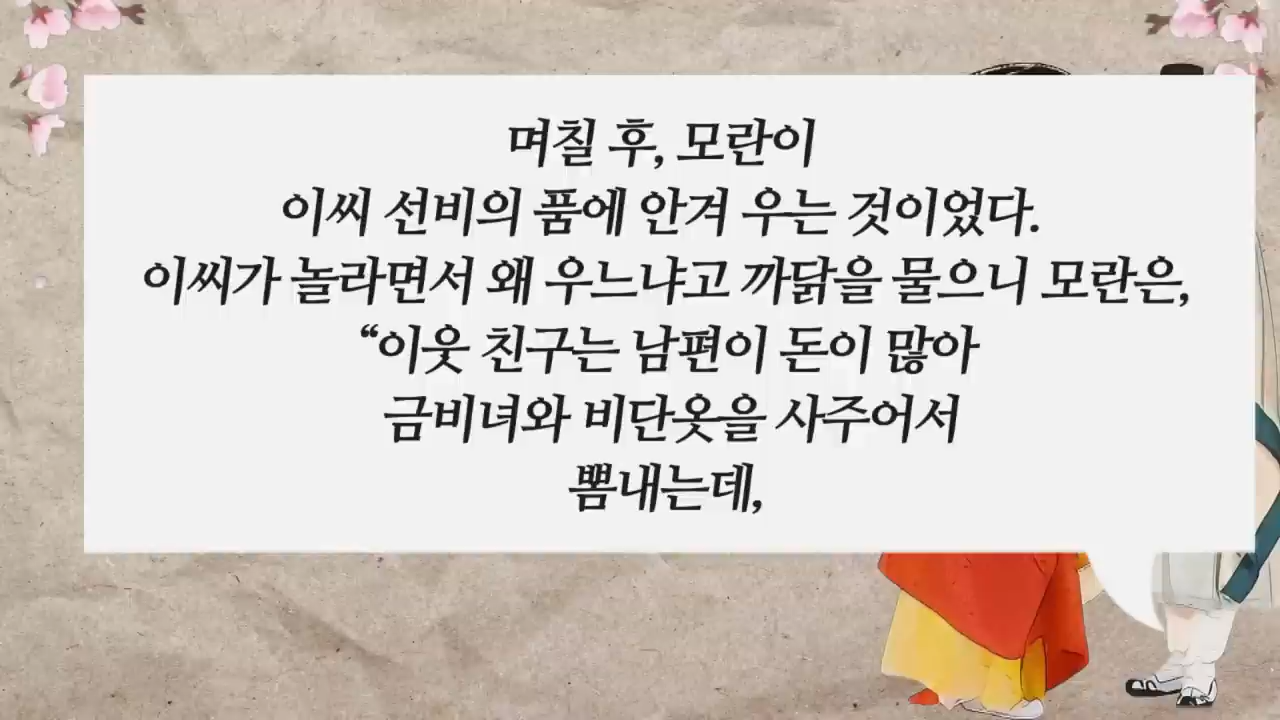 며칠 후, 모란이
이씨 선비의 품에 안겨 우는 것이었다.
이씨가 놀라면서 왜 우느냐고 까닭을 물으니 모란은,
“이웃 친구는 남편이 돈이 많아
금비녀와 비단옷을 사주어서
뽐내는데,